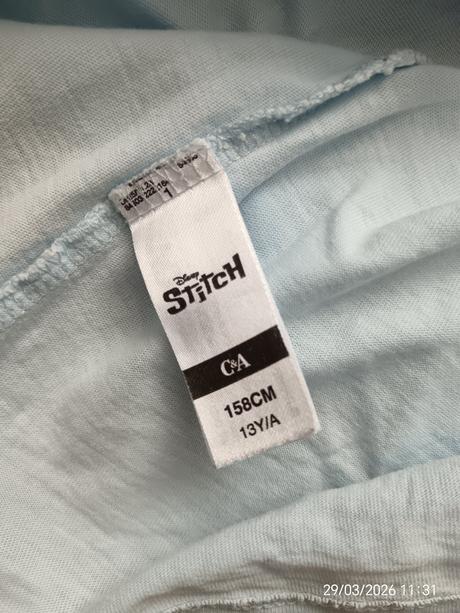 Disney
STiTCH
C&A
158CM
13Y/A
29/03/2026 11:31